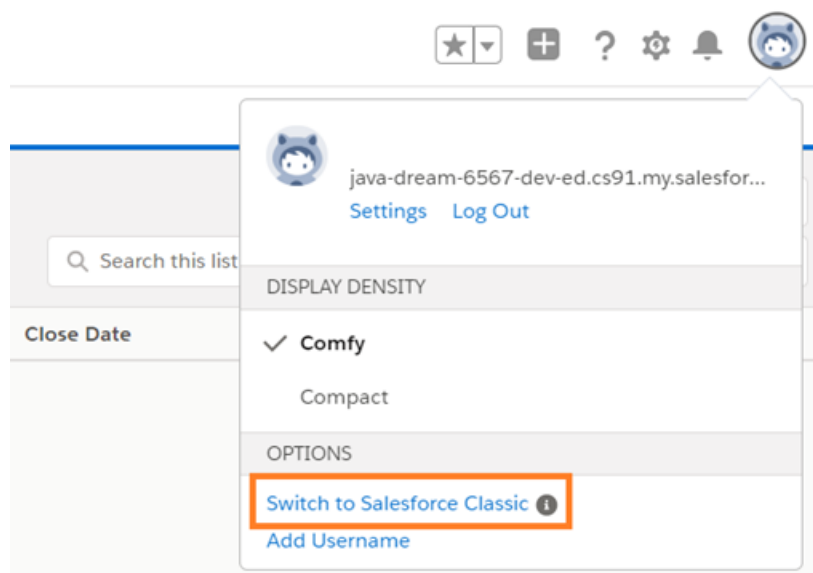 java-dream-6567-dev-ed.cs91.my.salesfor...
Settings Log Out
Search this list
DISPLAY DENSITY
Close Date
Comfy
Compact
OPTIONS
Switch to Salesforce Classic
Add Username